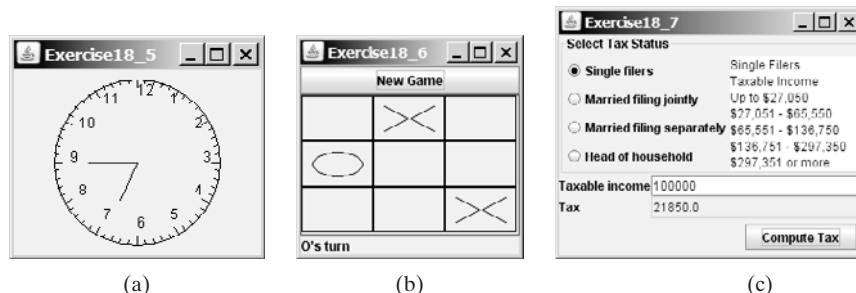 Exercise18_5
12
11
1
10
2
9
3
8
4
7
5
6
(a)
Exercise18_6
New Game
O's turn
(b)
Exercise18_7
Select Tax Status
Single filers
Married filing jointly
Married filing separately
Head of household
Single Filers
Taxable Income
Up to $27,050
$27,051 - $65,550
$65,551 - $136,750
$136,751 - $297,350
$297,351 or more
Taxable income 100000
Tax 21850.0
Compute Tax
(c)